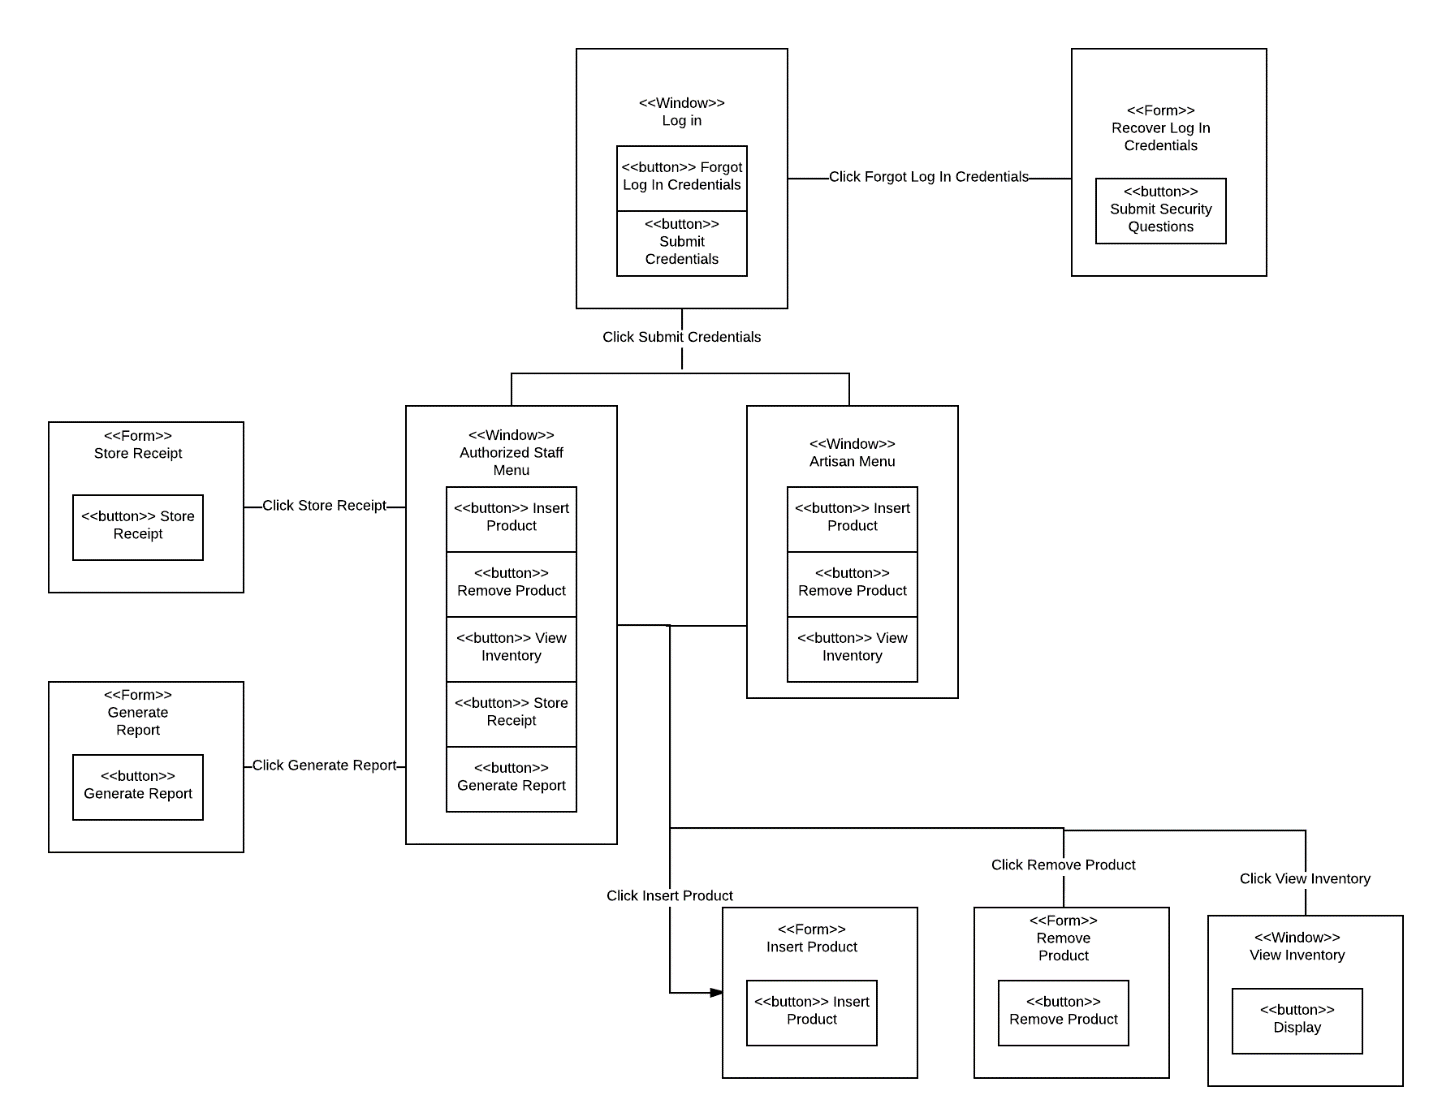 <<Window>>
Log in
<<button>> Forgot
Log In Credentials
<<button>>
Submit
Credentials
Click Forgot Log In Credentials
<<Form>>
Recover Log In
Credentials
<<button>>
Submit Security
Questions
Click Submit Credentials
<<Form>>
Store Receipt
<<button>> Store
Receipt
Click Store Receipt
<<Window>>
Authorized Staff
Menu
<<button>> Insert
Product
<<button>>
Remove Product
<<button>> View
Inventory
<<button>> Store
Receipt
<<button>>
Generate Report
<<Window>>
Artisan Menu
<<button>> Insert
Product
<<button>>
Remove Product
<<button>> View
Inventory
<<Form>>
Generate
Report
<<button>>
Generate Report
Click Generate Report
Click Insert Product
Click Remove Product
Click View Inventory
<<Form>>
Insert Product
<<button>> Insert
Product
<<Form>>
Remove
Product
<<button>>
Remove Product
<<Window>>
View Inventory
<<button>>
Display